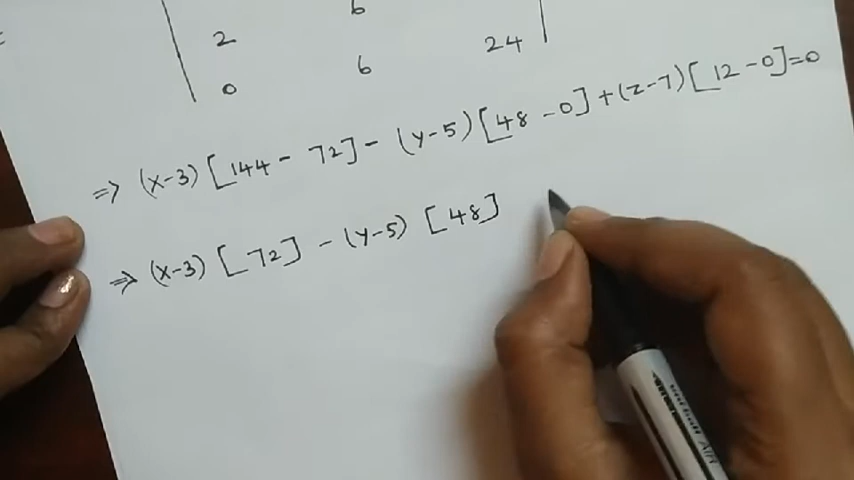 2 6
0 6 24
=> (x-3) [144 - 72] - (y-5) [48 - 0] + (z-7) [12 - 0] = 0
=> (x-3) [72] - (y-5) [48]